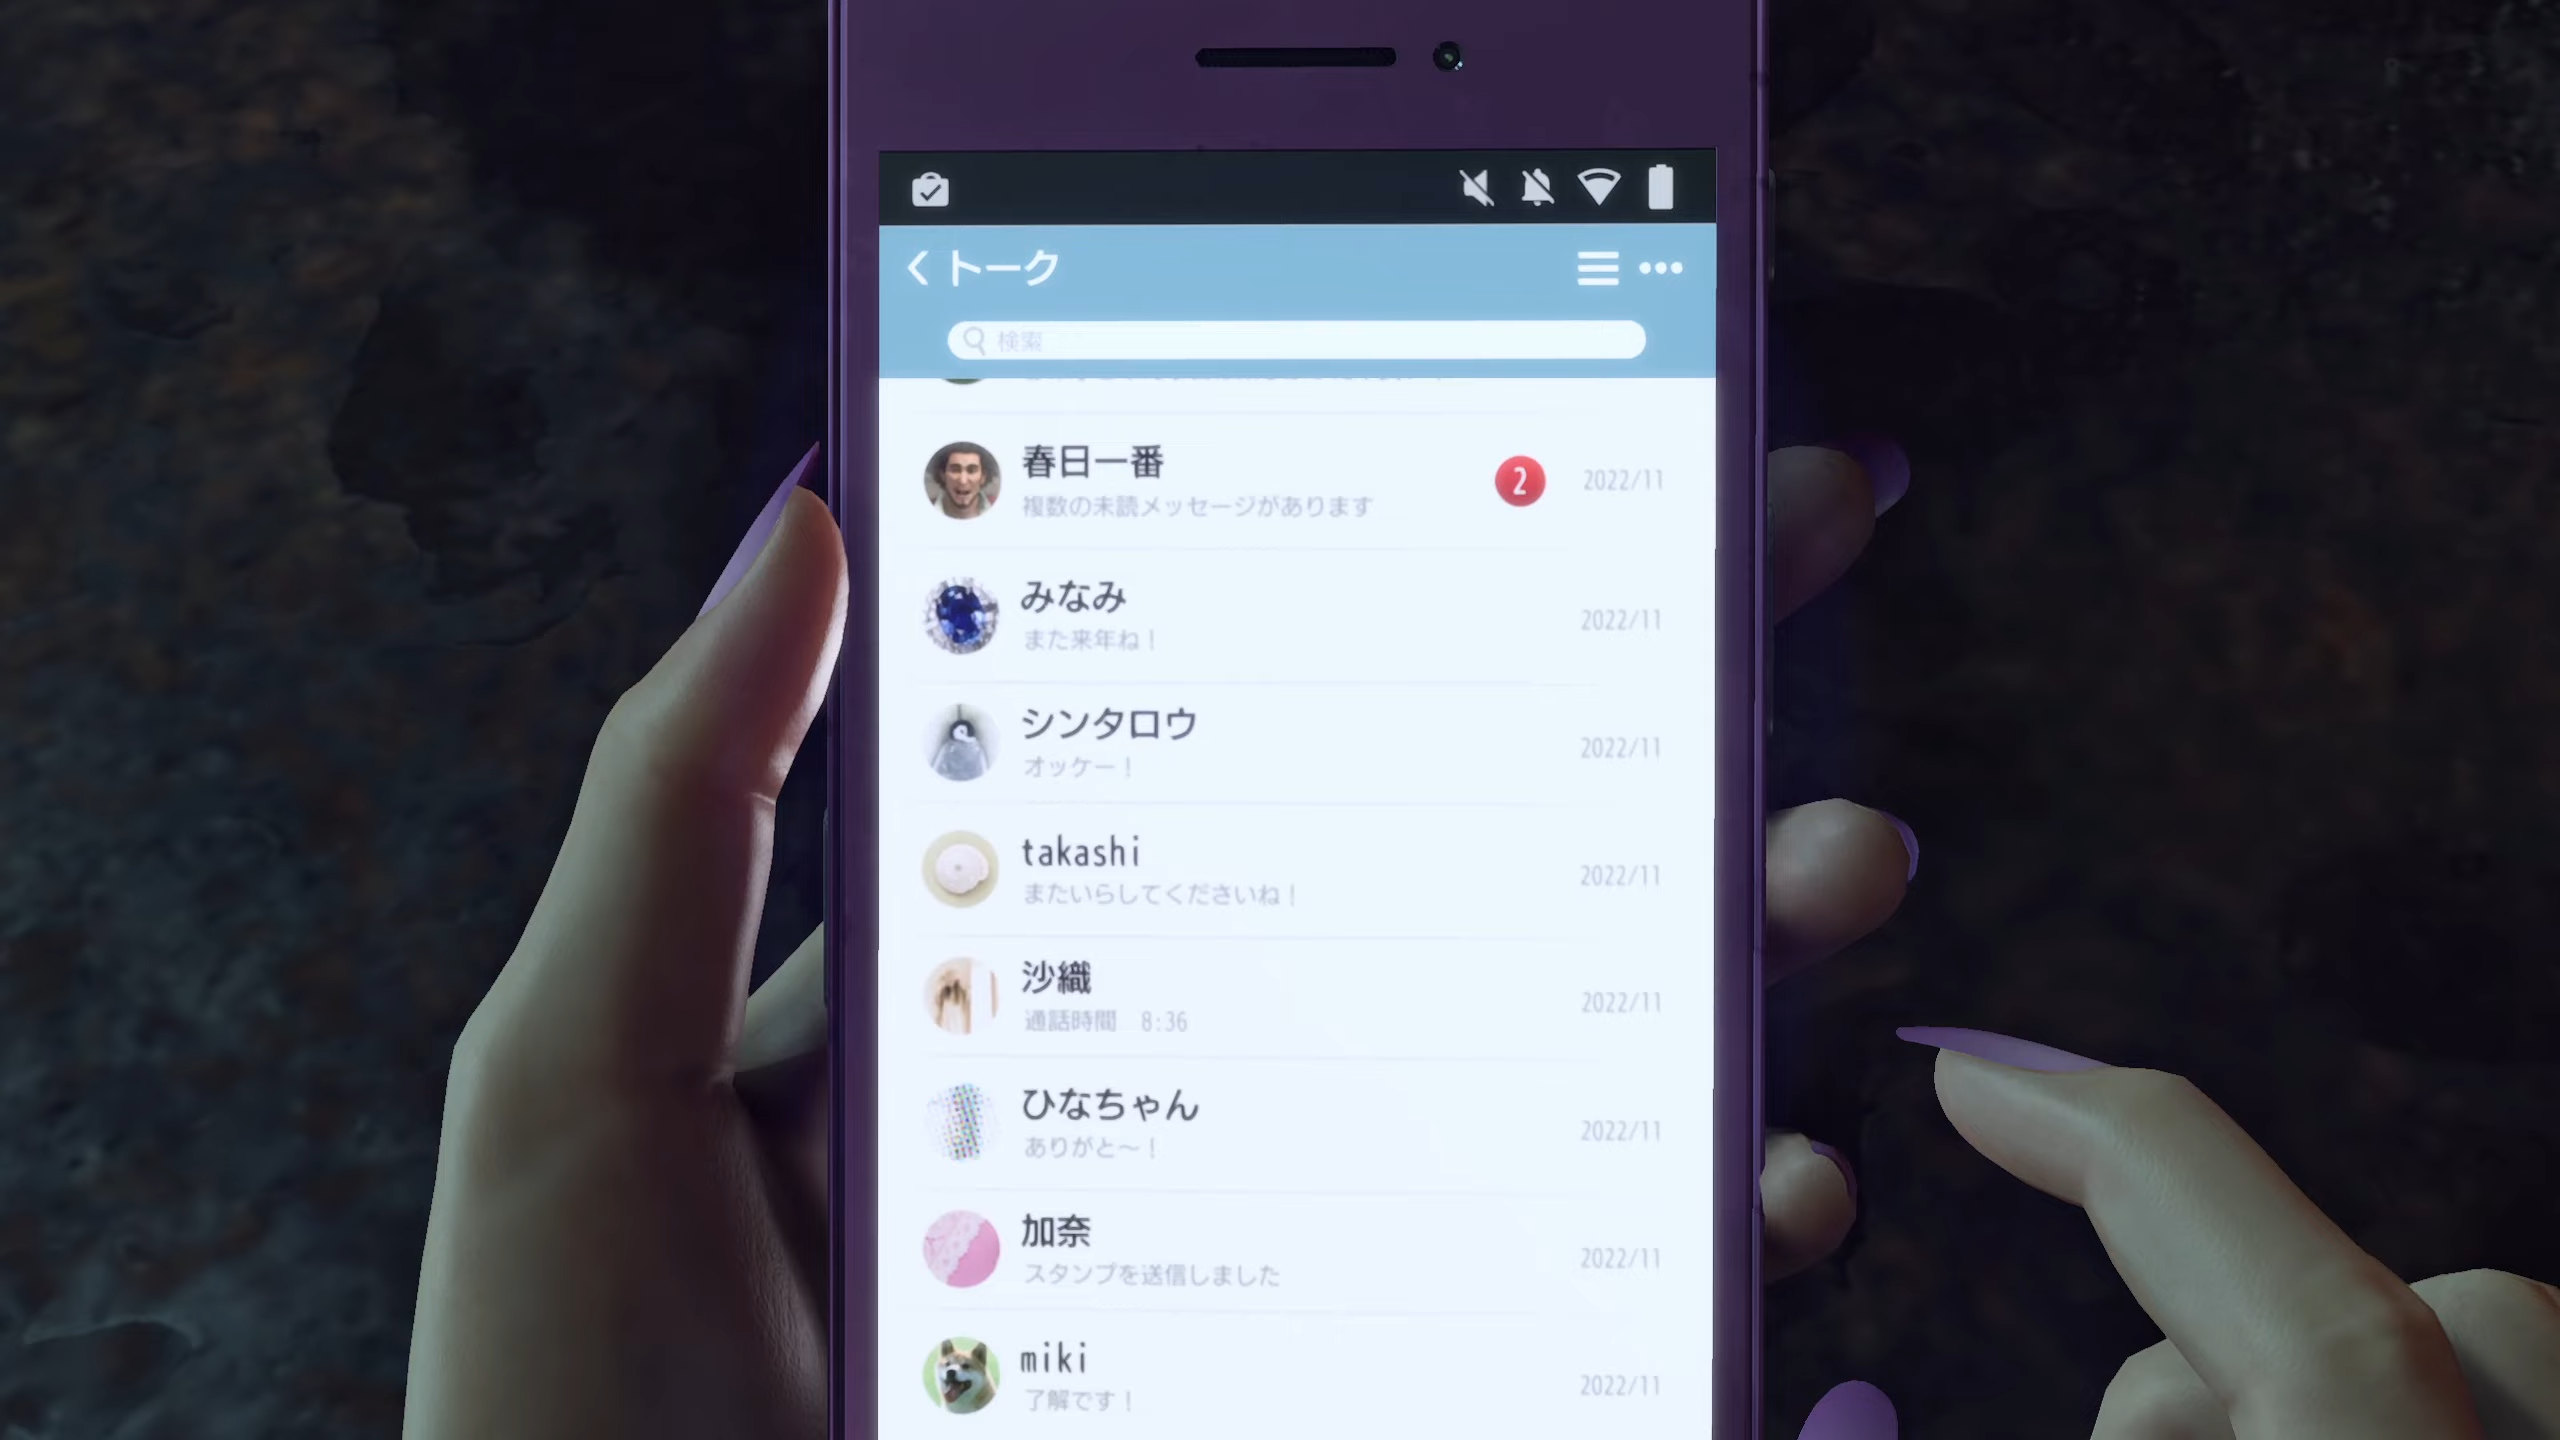 トーク
検索
春日一番
複数の未読メッセージがあります
2
2022/11
みなみ
また来年ね！
2022/11
シンタロウ
オッケー！
2022/11
takashi
またいらしてくださいね！
2022/11
沙織
通話時間　8:36
2022/11
ひなちゃん
ありがと～！
2022/11
加奈
スタンプを送信しました
2022/11
miki
了解です！
2022/11